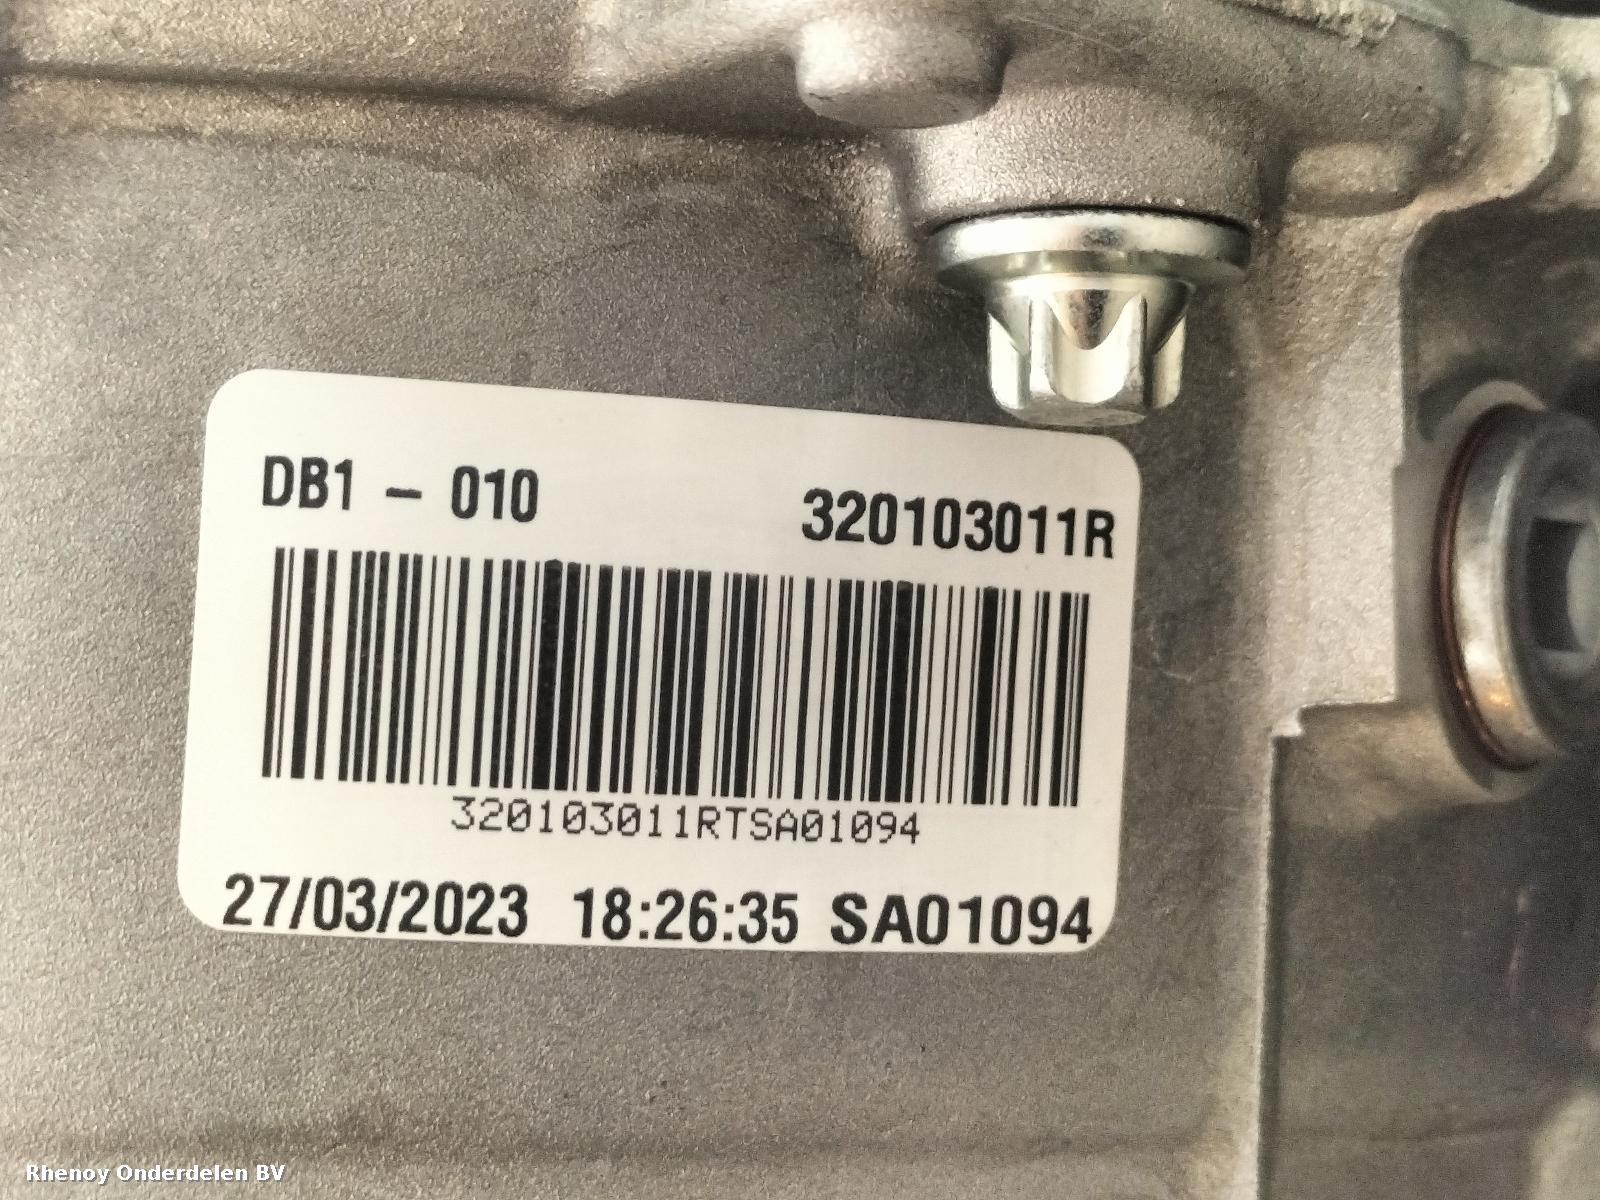 DB1 - 010 320103011R
320103011RTSA01094
27/03/2023 18:26:35 SA01094
Rhenoy Onderdelen BV